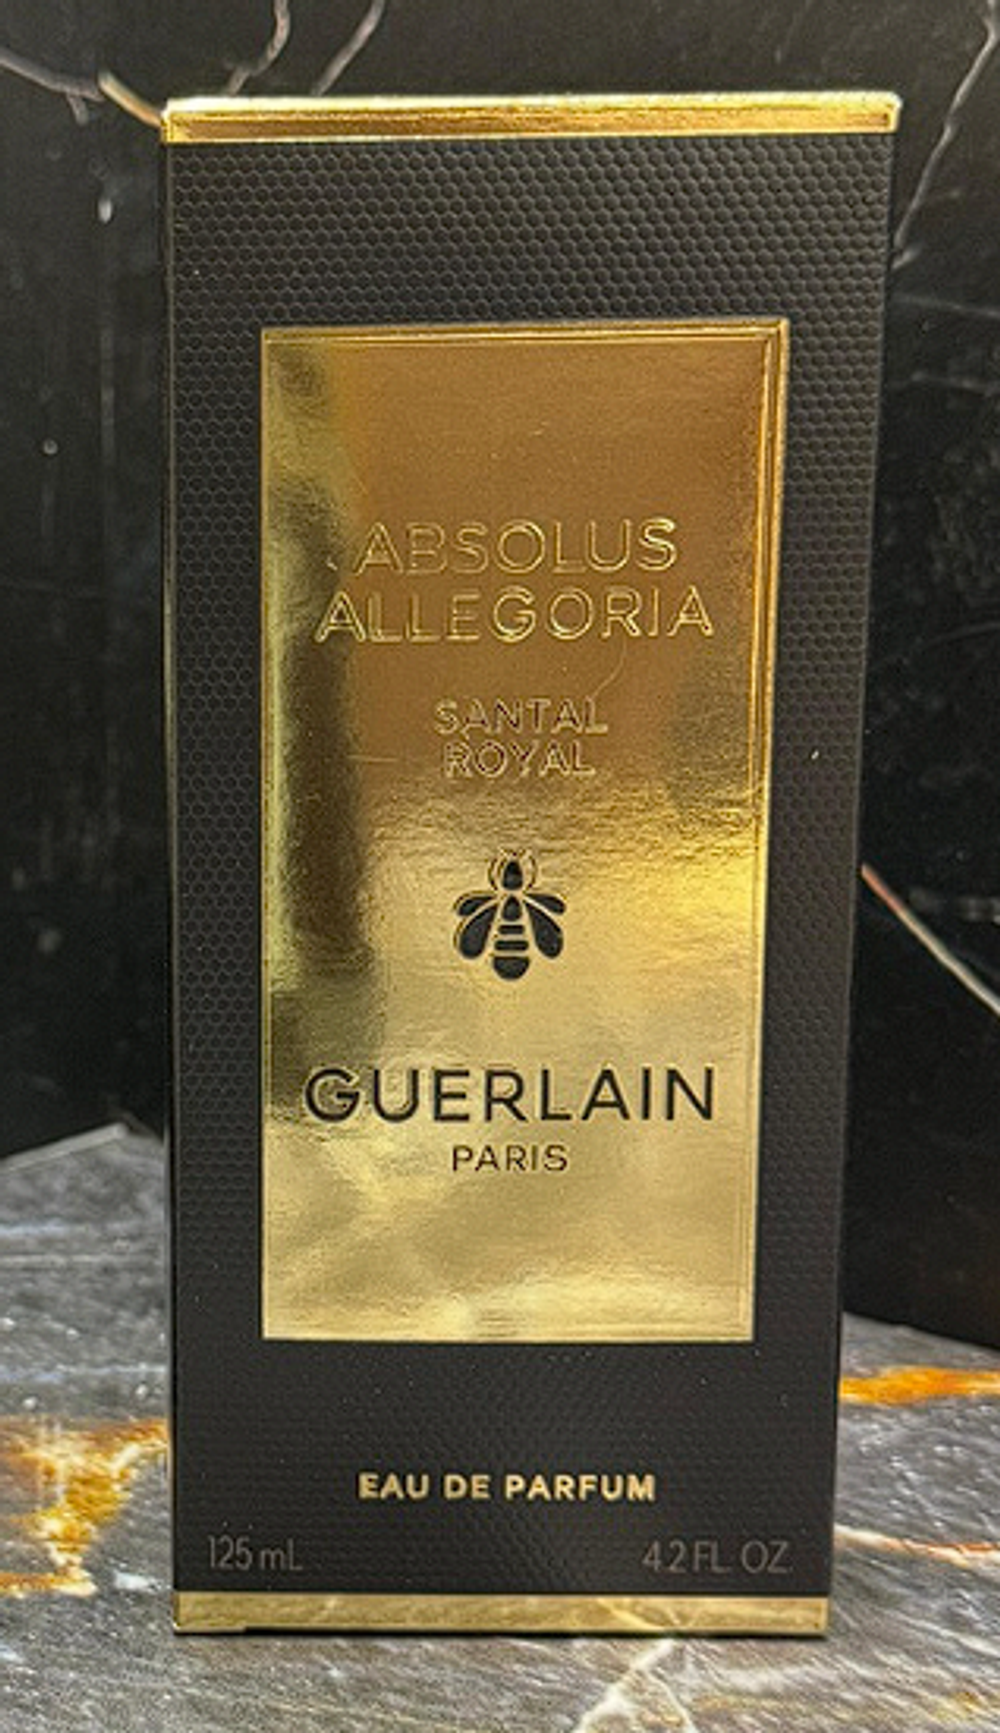 ABSOLUS
ALLEGORIA
SANTAL
ROYAL
GUERLAIN
PARIS
EAU DE PARFUM
125 mL 4.2 FL. OZ.